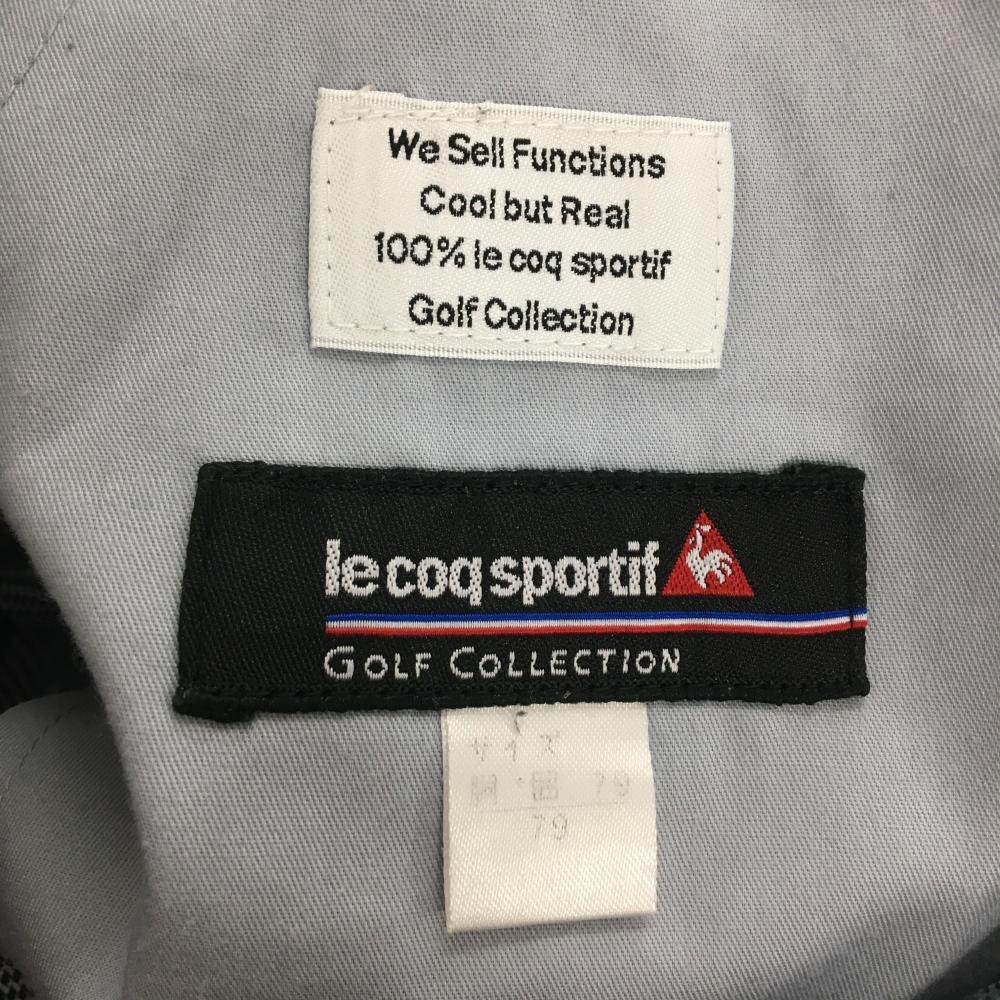 We Sell Functions
Cool but Real
100% le coq sportif
Golf Collection
le coq sportif
GOLF COLLECTION
サイズ
胴囲 79
79